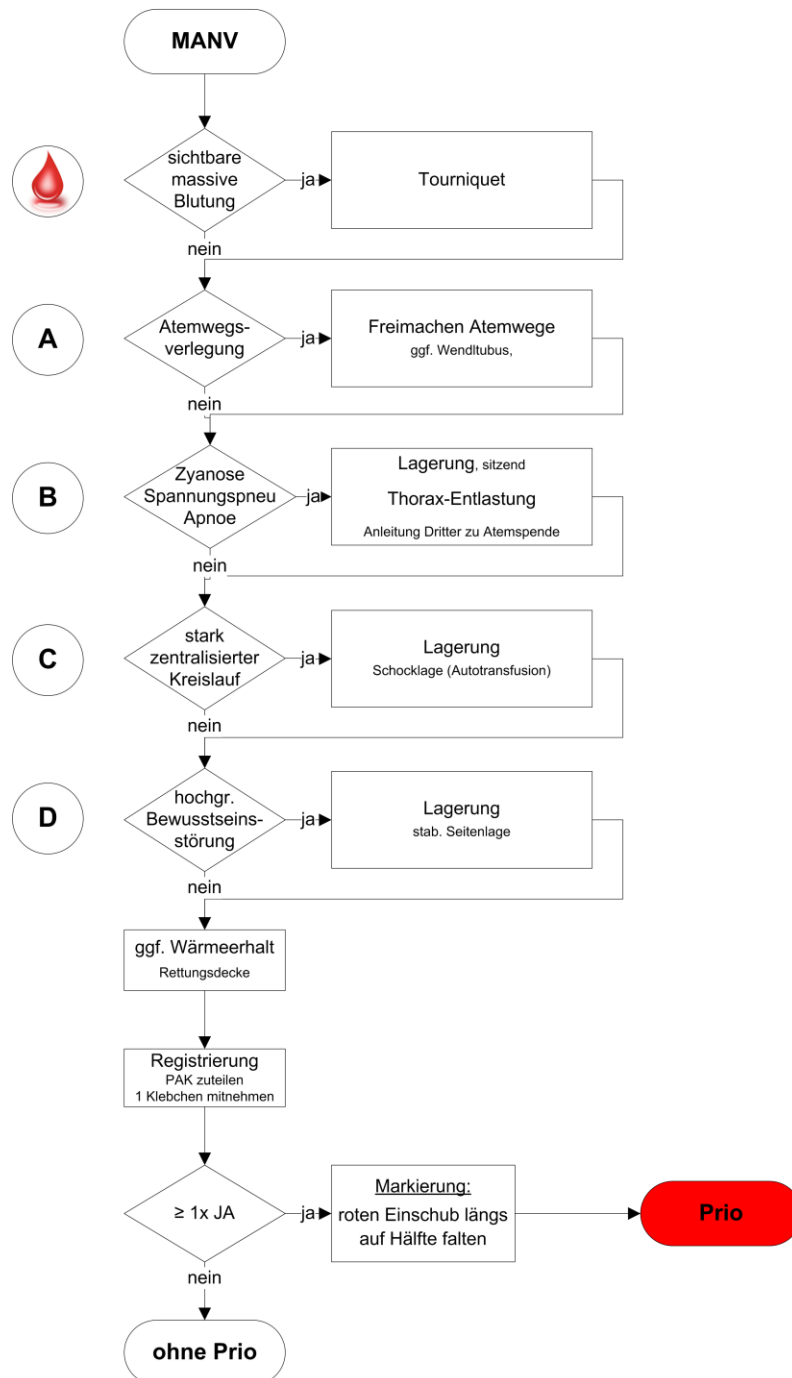 MANV
sichtbare
massive
Blutung
ja
Tourniquet
nein
A
Atemwegs-
verlegung
ja
Freimachen Atemwege
ggf. Wendltubus,
nein
B
Zyanose
Spannungspneu
Apnoe
ja
Lagerung, sitzend
Thorax-Entlastung
Anleitung Dritter zu Atemspende
nein
C
stark
zentralisierter
Kreislauf
ja
Lagerung
Schocklage (Autotransfusion)
nein
D
hochgr.
Bewusstseins-
störung
ja
Lagerung
stab. Seitenlage
nein
ggf. Wärmeerhalt
Rettungsdecke
Registrierung
PAK zuteilen
1 Klebchen mitnehmen
≥ 1x JA
ja
Markierung:
roten Einschub längs
auf Hälfte falten
Prio
nein
ohne Prio